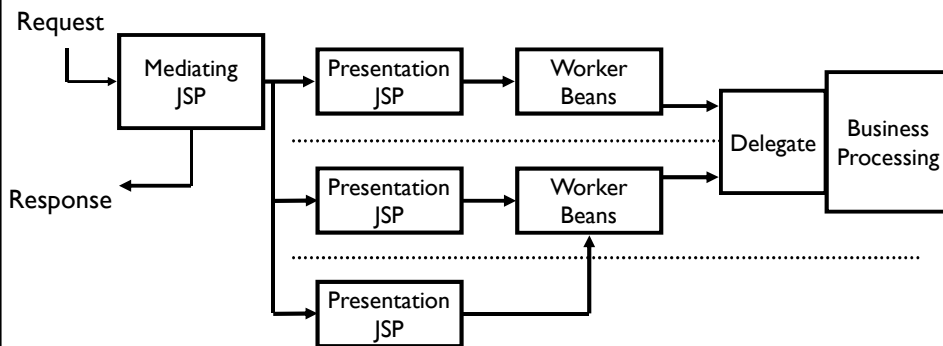 Request
Mediating
JSP
Response
Presentation
JSP
Worker
Beans
Presentation
JSP
Worker
Beans
Presentation
JSP
Delegate
Business
Processing